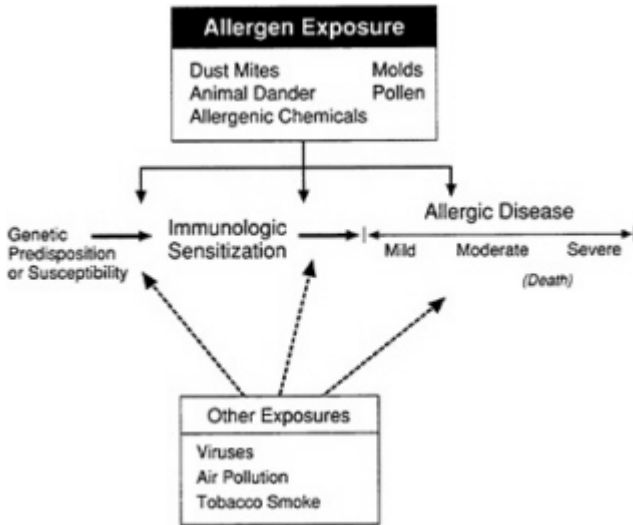 Allergen Exposure
Dust Mites Molds
Animal Dander Pollen
Allergenic Chemicals
Genetic
Predisposition
or Susceptibility
Immunologic
Sensitization
Allergic Disease
Mild Moderate Severe
(Death)
Other Exposures
Viruses
Air Pollution
Tobacco Smoke